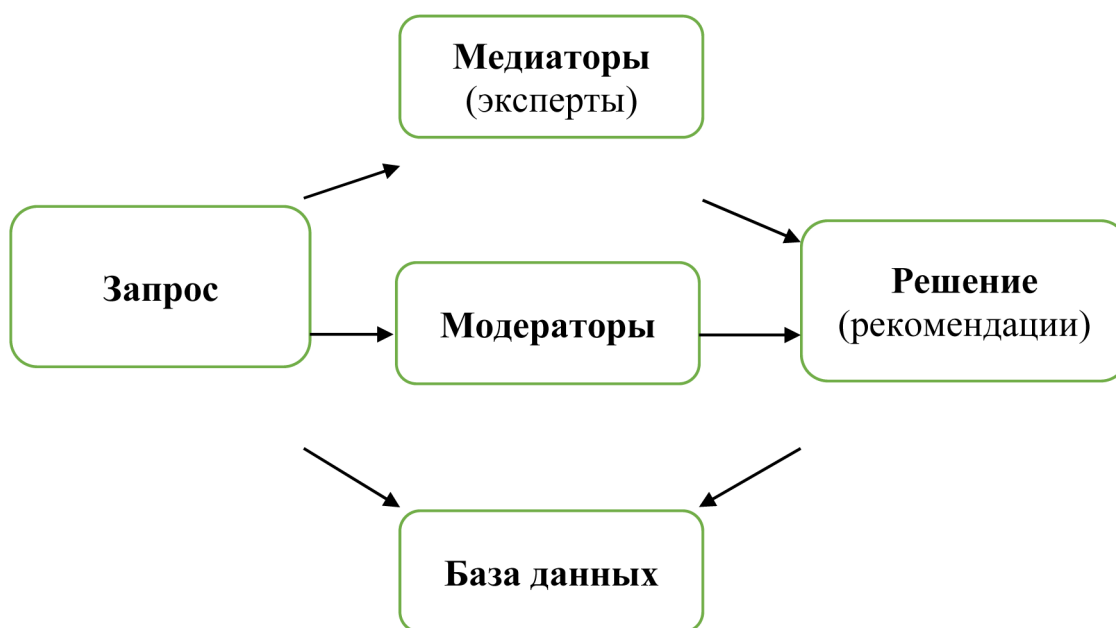 Медиаторы
(эксперты)
Запрос
Модераторы
Решение
(рекомендации)
База данных